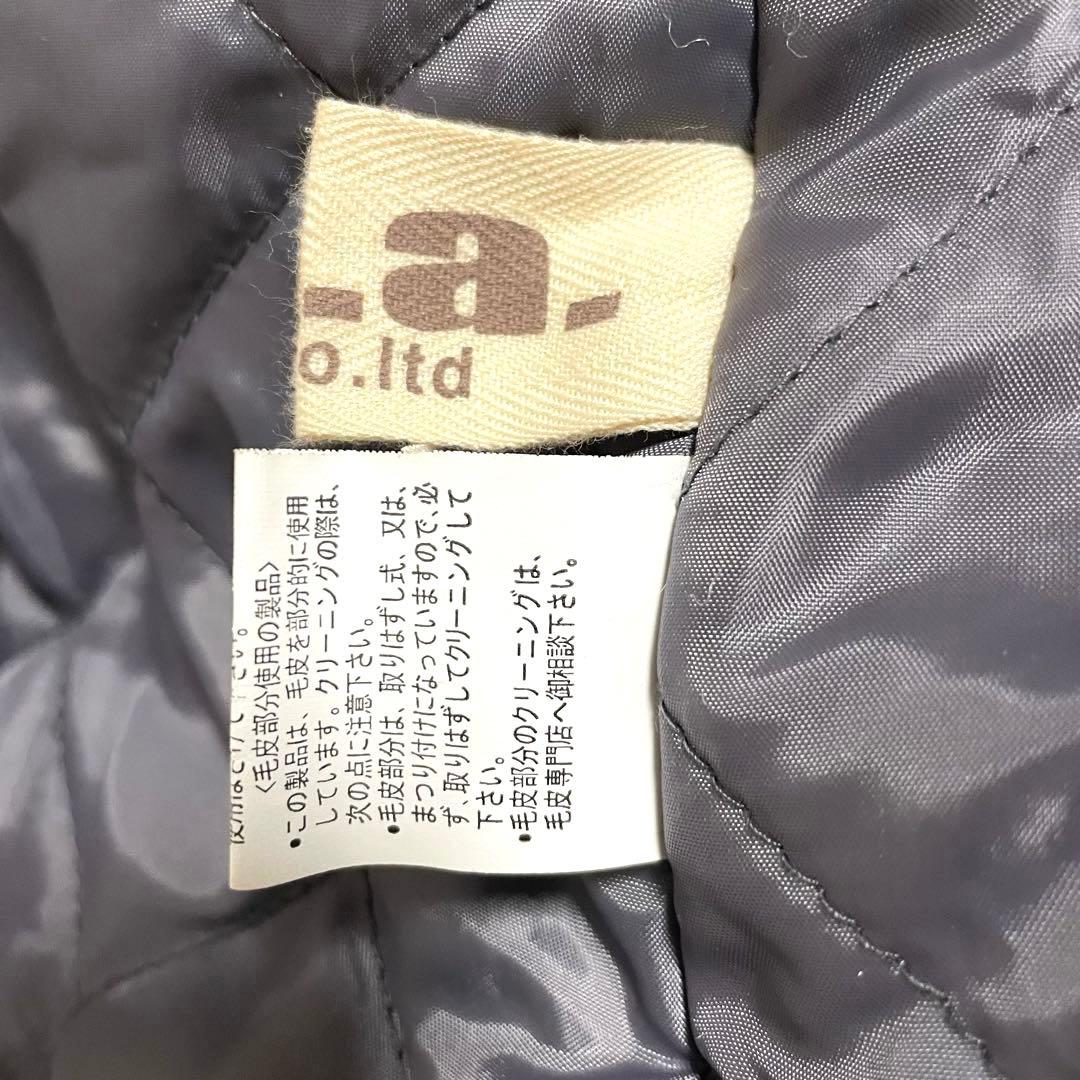 -a-
o.ltd
〈毛皮部分使用の製品〉
•この製品は、毛皮を部分的に使用
しています。クリーニングの際は、
次の点に注意下さい。
•毛皮部分は、取りはずし式、又は、
まつり付けになっていますので、必
ず、取りはずしてクリーニングして
下さい。
•毛皮部分のクリーニングは、
毛皮専門店へ御相談下さい。